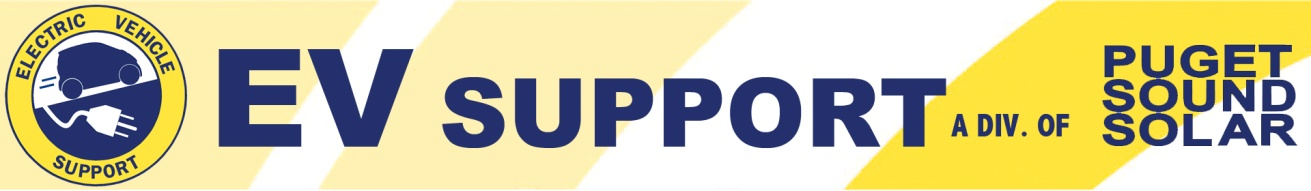 ELECTRIC VEHICLE
SUPPORT
EV SUPPORT A DIV. OF
PUGET
SOUND
SOLAR